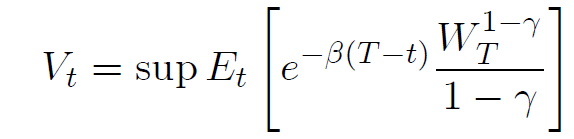 V_t = \sup E_t \left[ e^{-\beta(T-t)} \frac{W_T^{1-\gamma}}{1-\gamma} \right]